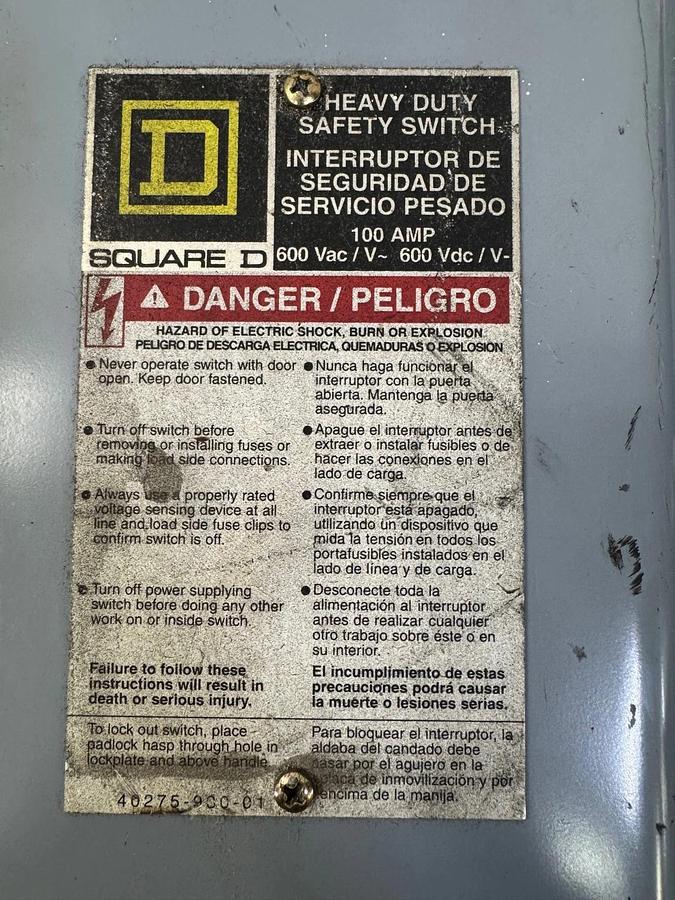 D
SQUARE D
HEAVY DUTY
SAFETY SWITCH
INTERRUPTOR DE
SEGURIDAD DE
SERVICIO PESADO
100 AMP
600 Vac / V~ 600 Vdc / V-
DANGER / PELIGRO
HAZARD OF ELECTRIC SHOCK, BURN OR EXPLOSION
PELIGRO DE DESCARGA ELECTRICA, QUEMADURAS O EXPLOSION
● Never operate switch with door
open. Keep door fastened.
● Turn off switch before
removing or installing fuses or
making load side connections.
● Always use a properly rated
voltage sensing device at all
line and load side fuse clips to
confirm switch is off.
● Turn off power supplying
switch before doing any other
work on or inside switch.
Failure to follow these
instructions will result in
death or serious injury.
● Nunca haga funcionar el
interruptor con la puerta
abierta. Mantenga la puerta
asegurada.
● Apague el interruptor antes de
extraer o instalar fusibles o de
hacer las conexiones en el
lado de carga.
● Confirme siempre que el
interruptor esta apagado,
utilizando un dispositivo que
mida la tensión en todos los
portafusibles instalados en el
lado de línea y de carga.
● Desconecte toda la
alimentación al interruptor
antes de realizar cualquier
otro trabajo sobre éste o en
su interior.
El incumplimiento de estas
precauciones podrá causar
la muerte o lesiones serias.
To lock out switch, place
padlock hasp through hole in
lockplate and above handle.
Para bloquear el interruptor, la
aldaba del candado debe
pasar por el agujero en la
placa de inmovilización y por
encima de la manija.
40275-900-01